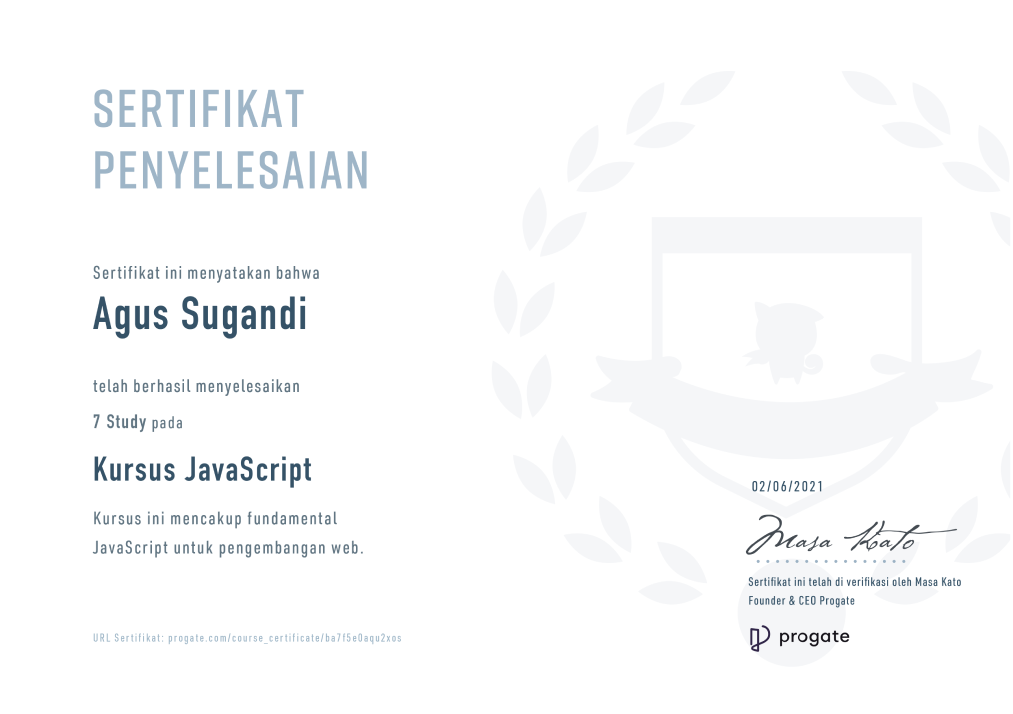 SERTIFIKAT
PENYELESAIAN
Sertifikat ini menyatakan bahwa
Agus Sugandi
telah berhasil menyelesaikan
7 Study pada
Kursus JavaScript
Kursus ini mencakup fundamental
JavaScript untuk pengembangan web.
URL Sertifikat: progate.com/course_certificate/ba7f5e0aqu2xos
02/06/2021
Masa Kato
Sertifikat ini telah di verifikasi oleh Masa Kato
Founder & CEO Progate
progate